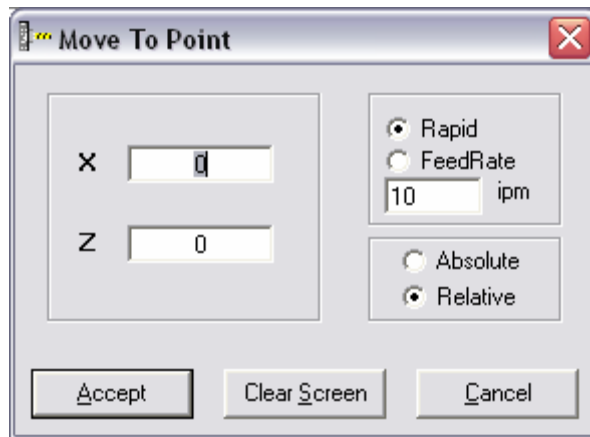 Move To Point
X 0
Z 0
Rapid
FeedRate
10 ipm
Absolute
Relative
Accept Clear Screen Cancel